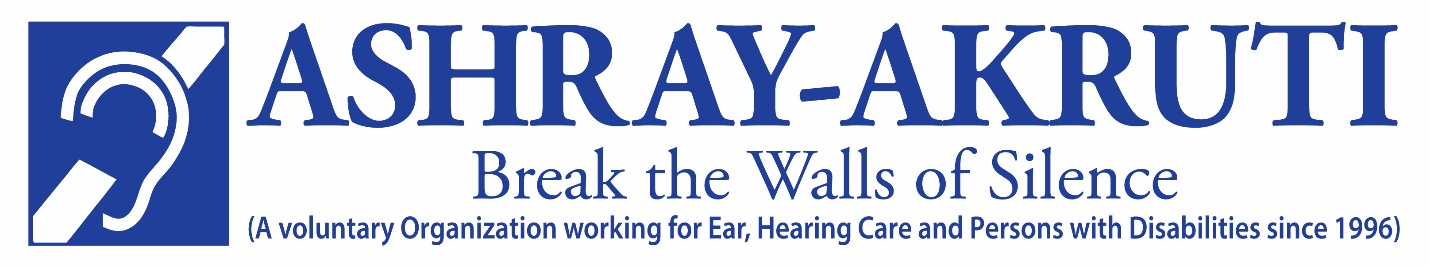 ASHRAY-AKRUTI
Break the Walls of Silence
(A voluntary Organization working for Ear, Hearing Care and Persons with Disabilities since 1996)